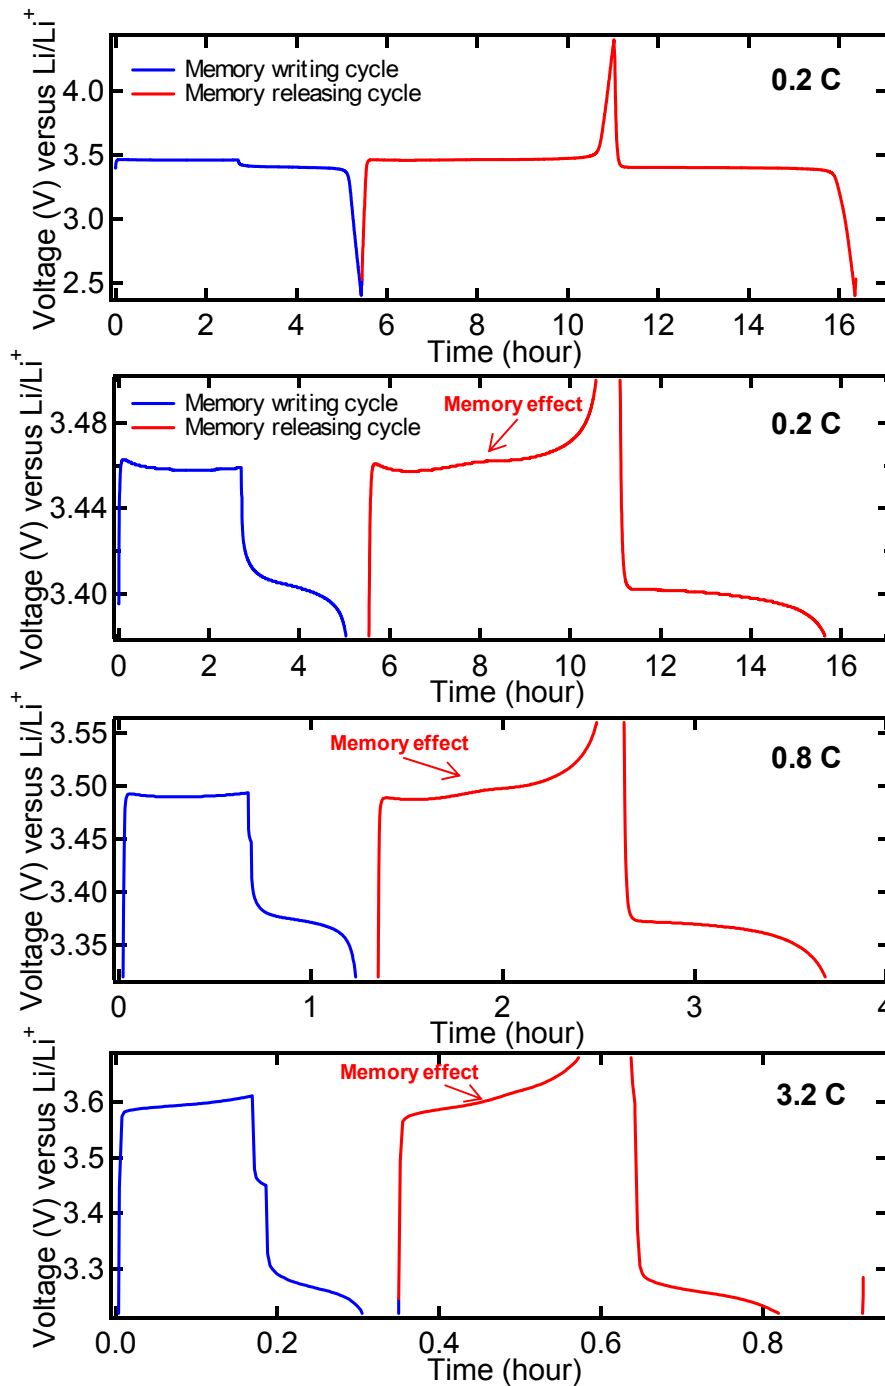 Voltage (V) versus Li/Li+
4.0
3.5
3.0
2.5
Memory writing cycle
Memory releasing cycle
0.2 C
0 2 4 6 8 10 12 14 16
Time (hour)
Voltage (V) versus Li/Li+
3.48
3.44
3.40
Memory writing cycle
Memory releasing cycle
Memory effect
0.2 C
0 2 4 6 8 10 12 14 16
Time (hour)
Voltage (V) versus Li/Li+
3.55
3.50
3.45
3.40
3.35
Memory effect
0.8 C
0 1 2 3 4
Time (hour)
Voltage (V) versus Li/Li+
3.6
3.5
3.4
3.3
Memory effect
3.2 C
0.0 0.2 0.4 0.6 0.8
Time (hour)